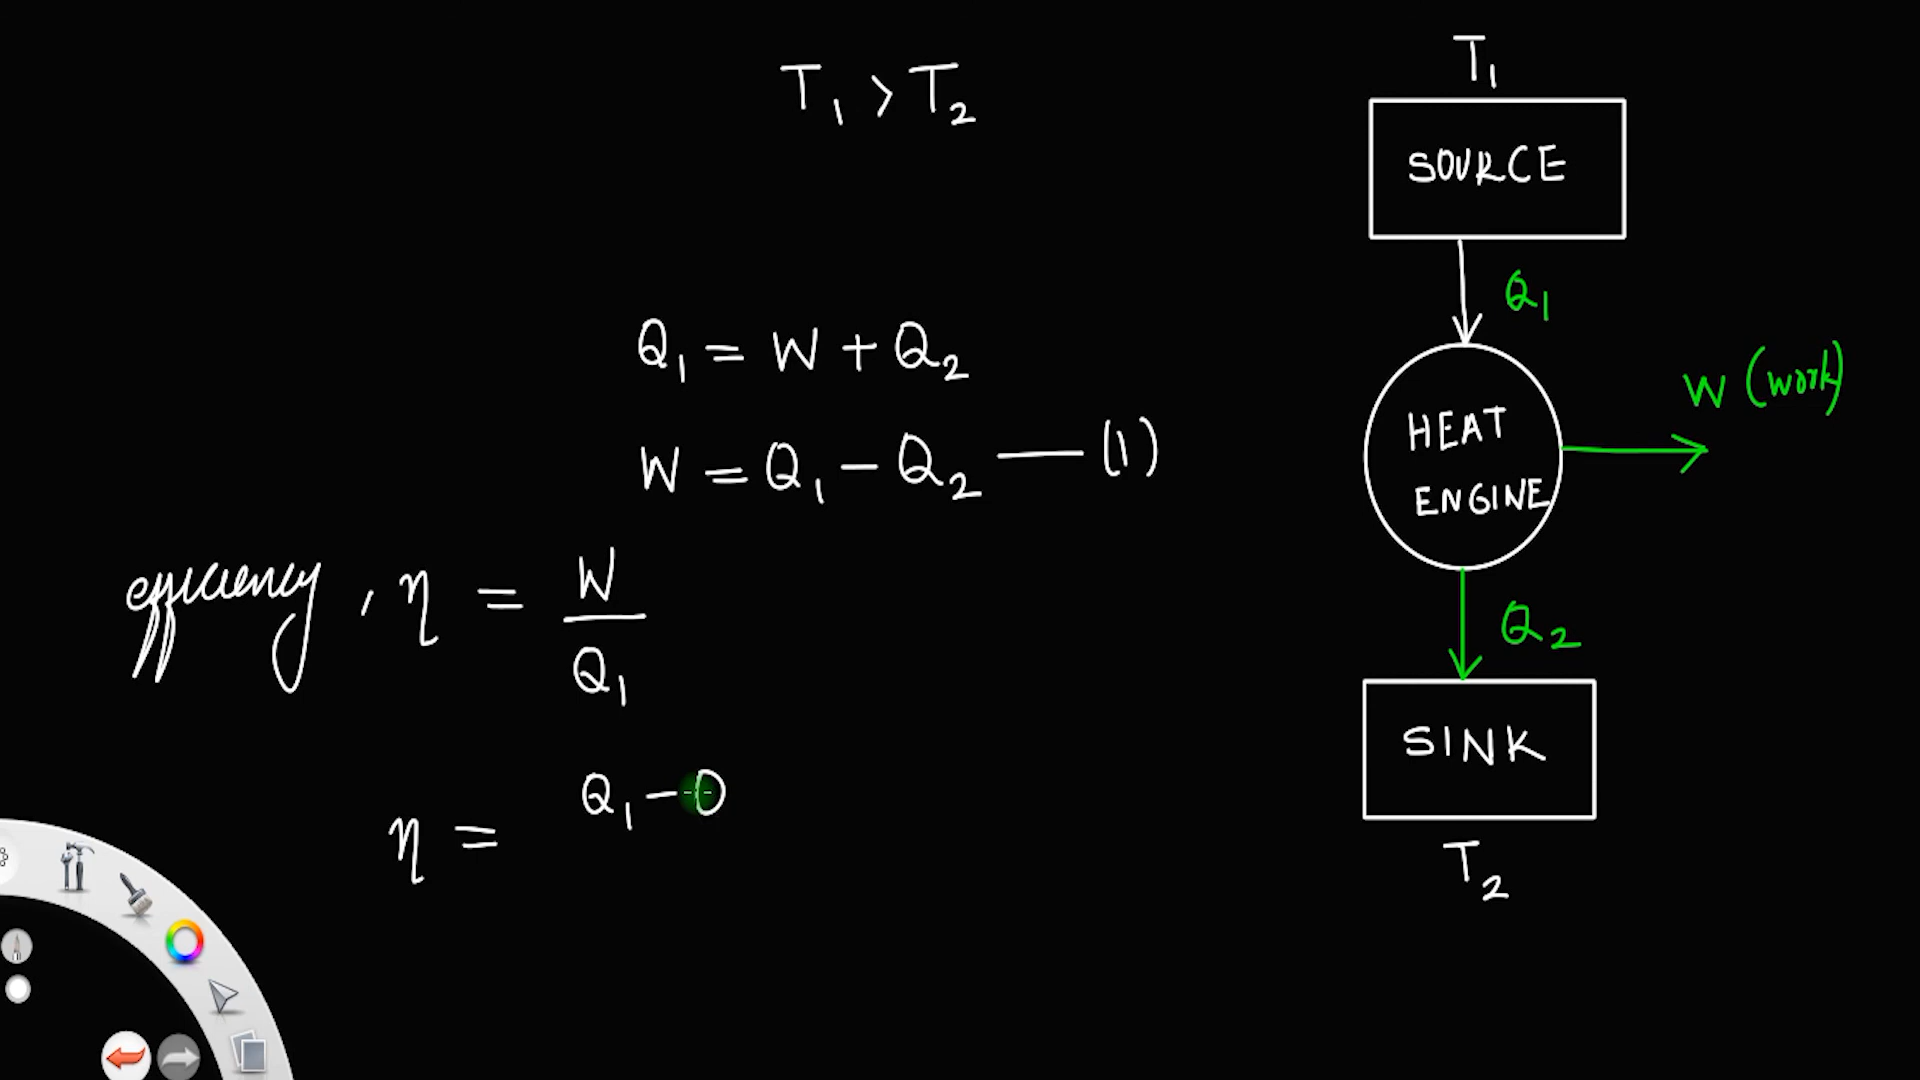 T₁ > T₂
Q₁ = W + Q₂
W = Q₁ − Q₂ — (1)
efficiency, η = W / Q₁
η = Q₁ − O
T₁
SOURCE
Q₁
HEAT
ENGINE
W (work)
Q₂
SINK
T₂